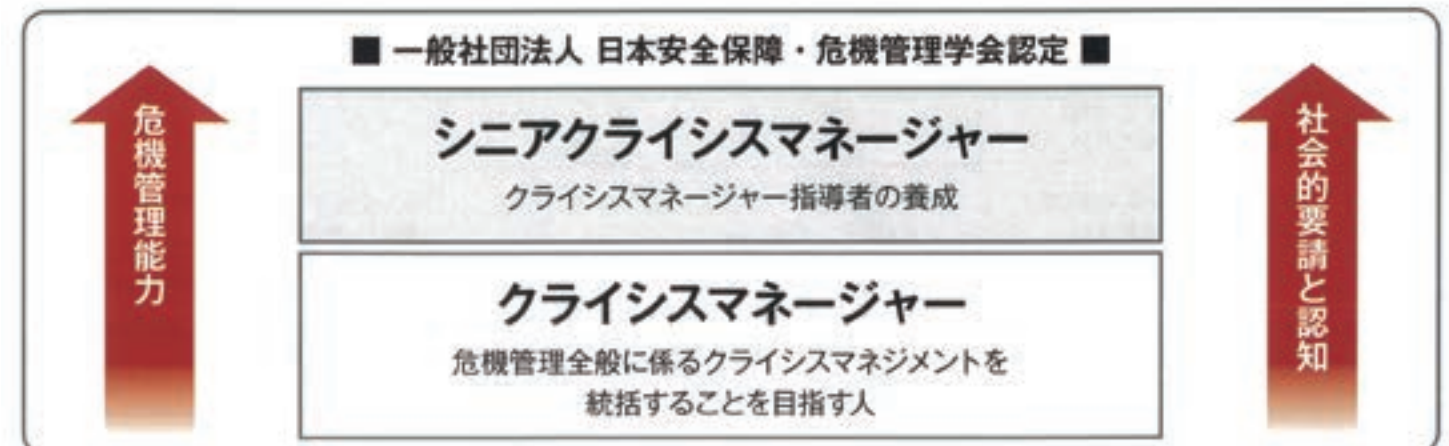 ■ 一般社団法人 日本安全保障・危機管理学会認定 ■
危機管理能力
シニアクライシスマネージャー
クライシスマネージャー指導者の養成
クライシスマネージャー
危機管理全般に係るクライシスマネジメントを
統括することを目指す人
社会的要請と認知